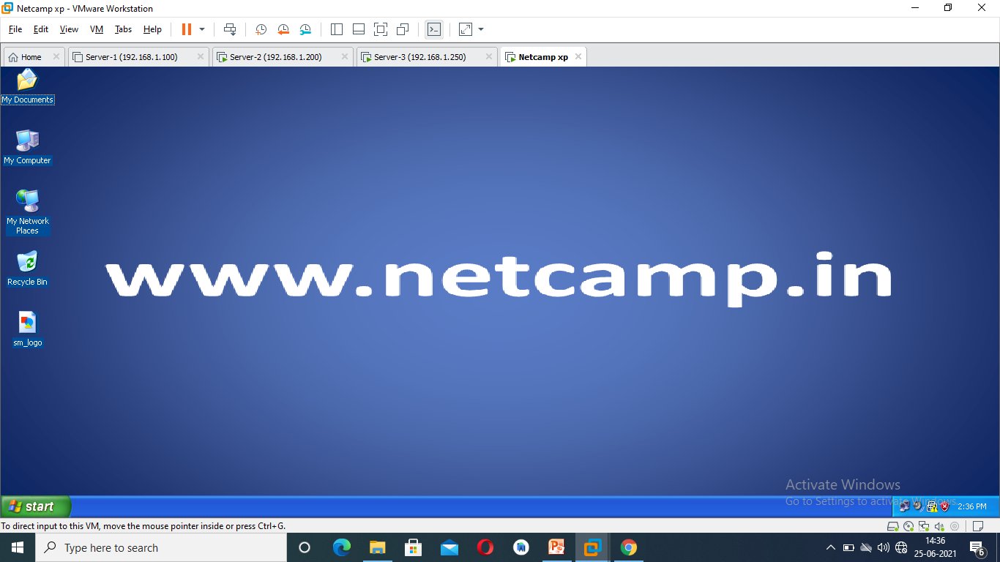 Netcamp xp - VMware Workstation
File Edit View VM Tabs Help
Home Server-1 (192.168.1.100) Server-2 (192.168.1.200) Server-3 (192.168.1.250) Netcamp xp
My Documents
My Computer
My Network
Places
Recycle Bin
sm_logo
www.netcamp.in
Activate Windows
Go to Settings to activate Windows.
start 2:36 PM
To direct input to this VM, move the mouse pointer inside or press Ctrl+G.
Type here to search
14:36
25-06-2021
6